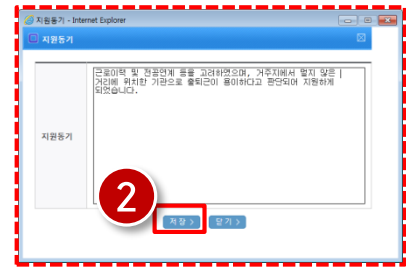 지원동기 - Internet Explorer
지원동기
지원동기
근로이력 및 전공연계 등을 고려하였으며, 거주지에서 멀지 않은
거리에 위치한 기관으로 출퇴근이 용이하다고 판단되어 지원하게
되었습니다.
2
저장 >
닫기 >